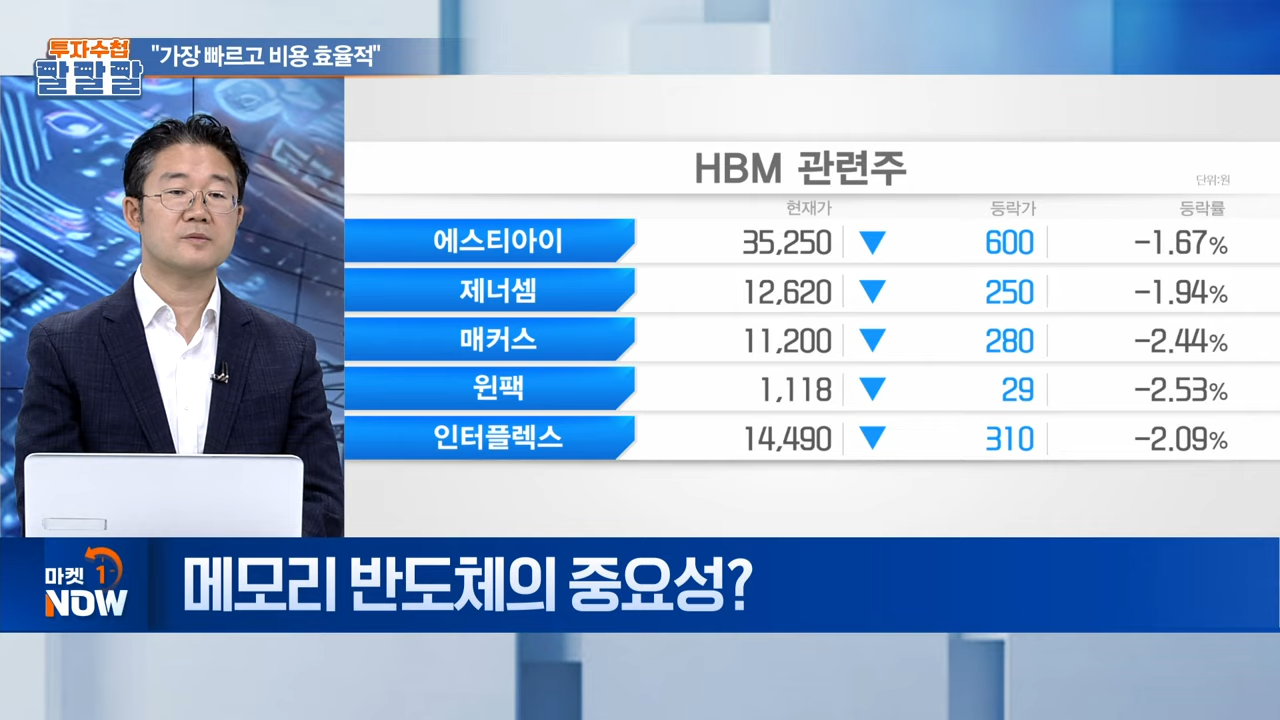 투자수첩
말말말
"가장 빠르고 비용 효율적"
HBM 관련주
단위:원
현재가 등락가 등락률
에스티아이 35,250 ▼ 600 -1.67%
제너셈 12,620 ▼ 250 -1.94%
매커스 11,200 ▼ 280 -2.44%
윈팩 1,118 ▼ 29 -2.53%
인터플렉스 14,490 ▼ 310 -2.09%
마켓 1
NOW
메모리 반도체의 중요성?